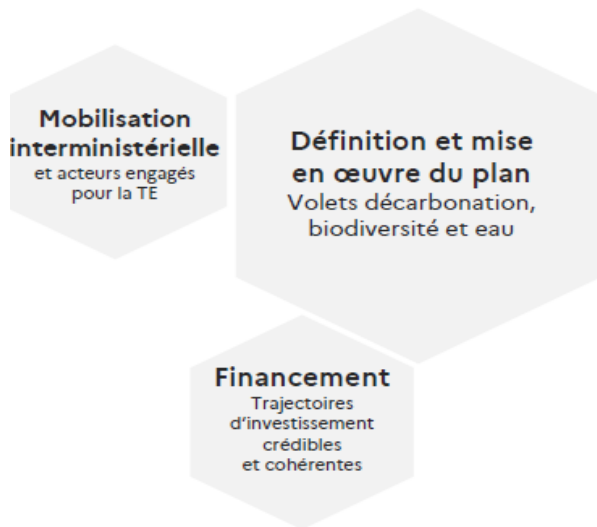 Mobilisation
interministérielle
et acteurs engagés
pour la TE
Définition et mise
en œuvre du plan
Volets décarbonation,
biodiversité et eau
Financement
Trajectoires
d’investissement
crédibles
et cohérentes